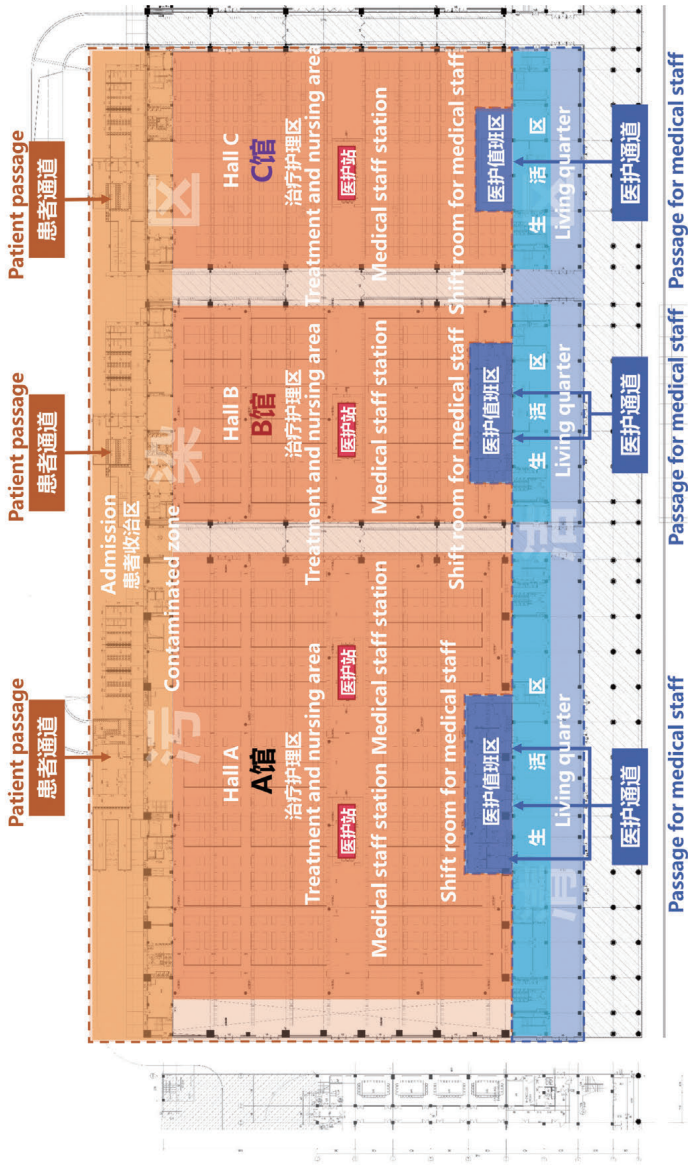 Patient passage
患者通道
Patient passage
患者通道
Patient passage
患者通道
Admission
患者收治区
Contaminated zone
污 染 区
Hall A
A馆
治疗护理区
Treatment and nursing area
医护站
医护站
Medical staff station
Medical staff station
Shift room for medical staff
医护值班区
Hall B
B馆
治疗护理区
Treatment and nursing area
医护站
Medical staff station
Shift room for medical staff
医护值班区
Hall C
C馆
治疗护理区
Treatment and nursing area
医护站
Medical staff station
Shift room for medical staff
医护值班区
生 活 区
Living quarter
生 活 区
Living quarter
生 活 区
Living quarter
清 洁 区
医护通道
Passage for medical staff
医护通道
Passage for medical staff
医护通道
Passage for medical staff